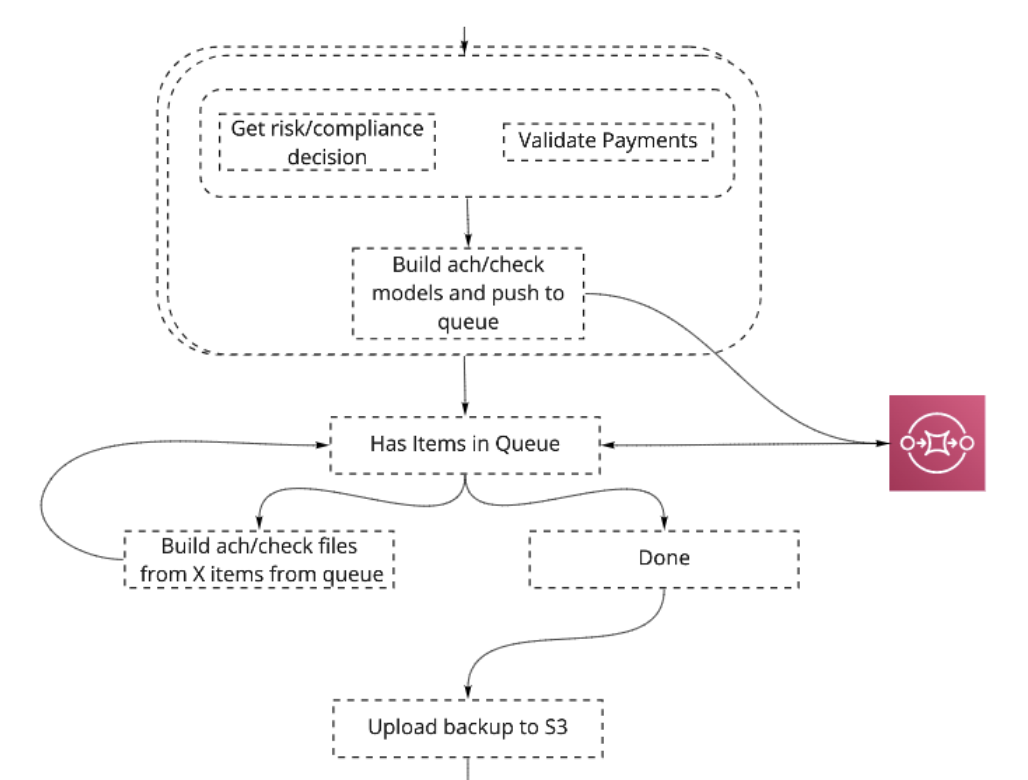 Get risk/compliance
decision
Validate Payments
Build ach/check
models and push to
queue
Has Items in Queue
Build ach/check files
from X items from queue
Done
Upload backup to S3